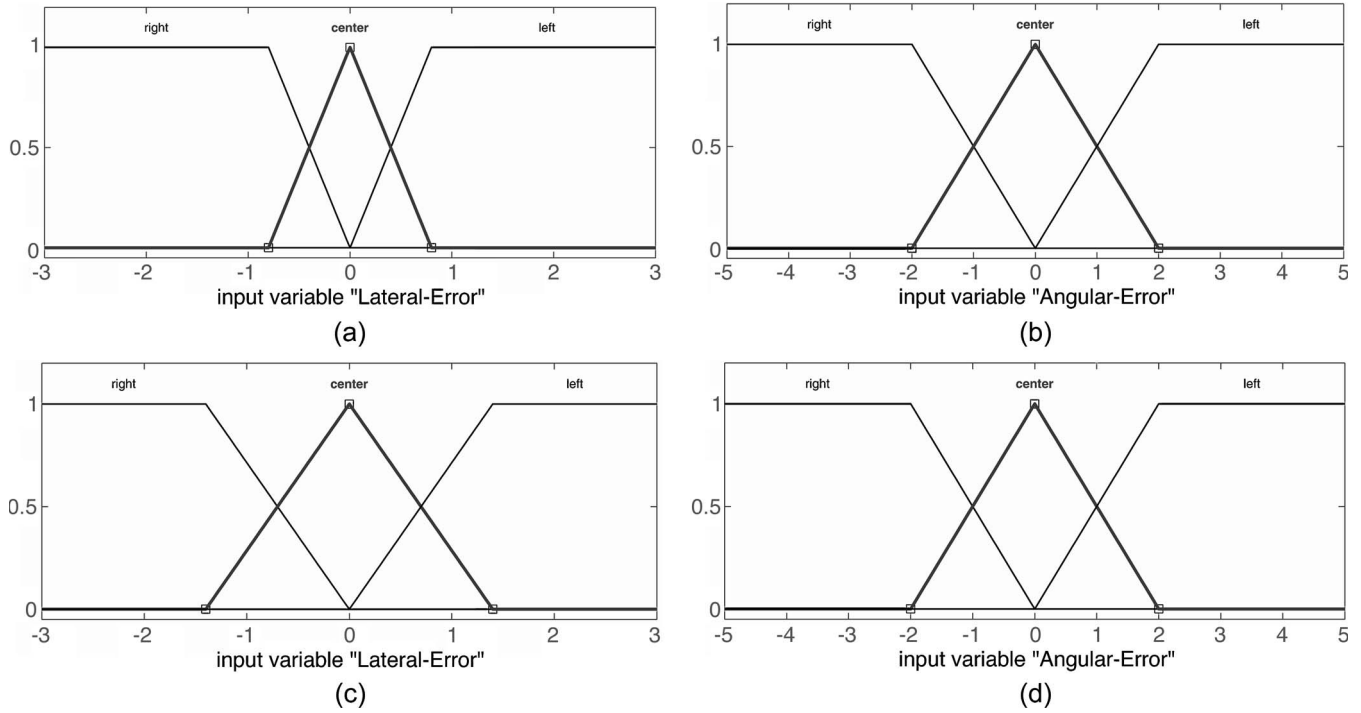 right center left
1
0.5
0
-3 -2 -1 0 1 2 3
input variable "Lateral-Error"
(a)
right center left
1
0.5
0
-5 -4 -3 -2 -1 0 1 2 3 4 5
input variable "Angular-Error"
(b)
right center left
1
0.5
0
-3 -2 -1 0 1 2 3
input variable "Lateral-Error"
(c)
right center left
1
0.5
0
-5 -4 -3 -2 -1 0 1 2 3 4 5
input variable "Angular-Error"
(d)